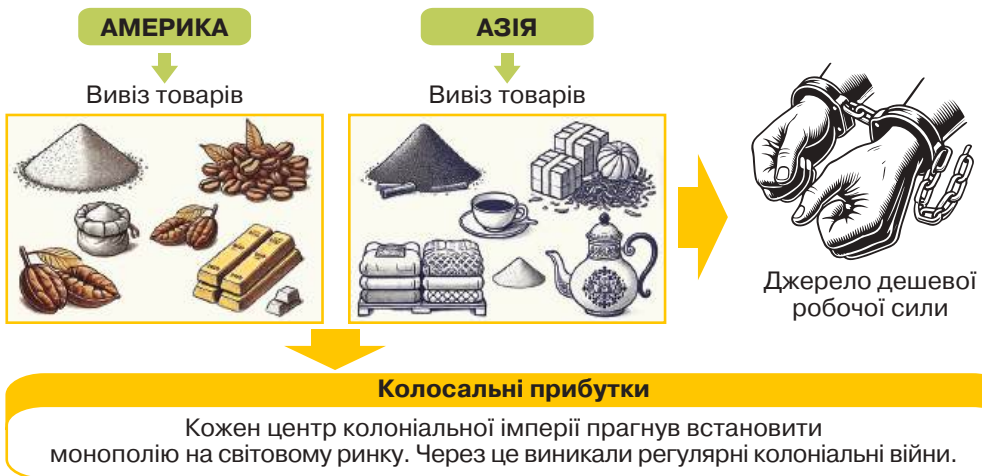 АМЕРИКА
Вивіз товарів
АЗІЯ
Вивіз товарів
Джерело дешевої
робочої сили
Колосальні прибутки
Кожен центр колоніальної імперії прагнув встановити
монополію на світовому ринку. Через це виникали регулярні колоніальні війни.